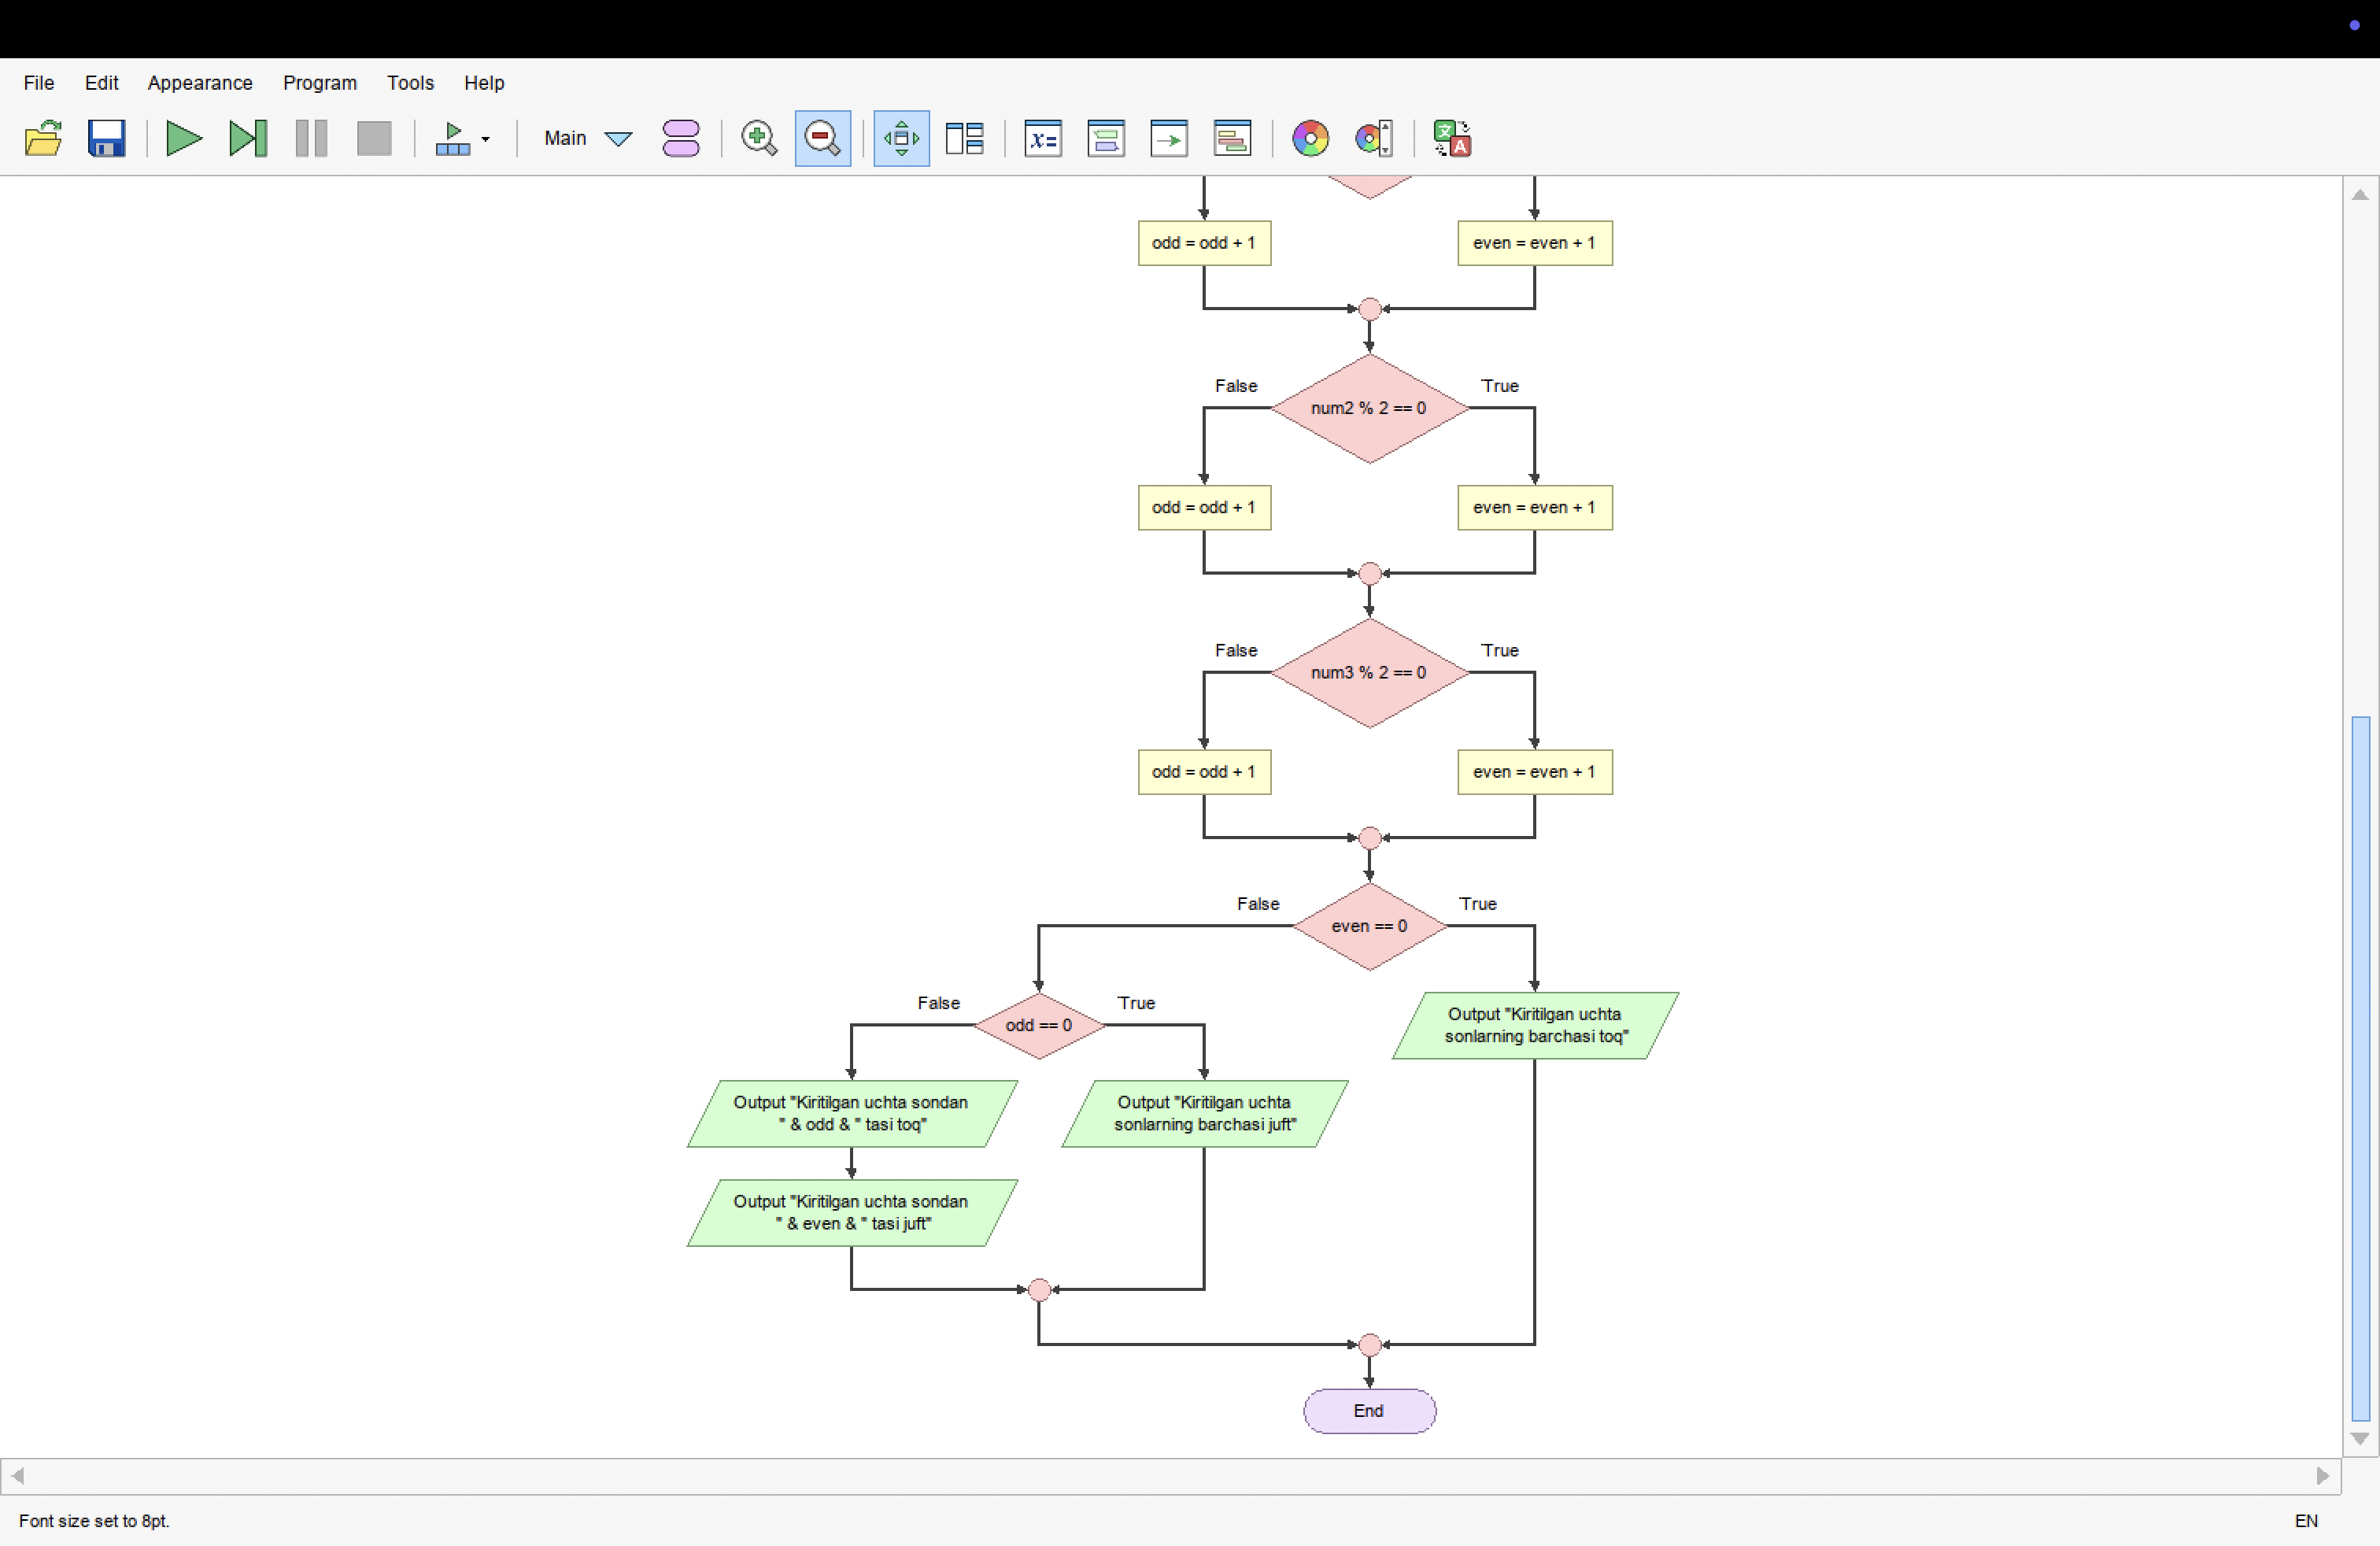 File Edit Appearance Program Tools Help
Main
odd = odd + 1
even = even + 1
False
True
num2 % 2 == 0
odd = odd + 1
even = even + 1
False
True
num3 % 2 == 0
odd = odd + 1
even = even + 1
False
True
even == 0
False
True
odd == 0
Output "Kiritilgan uchta
sonlarning barchasi toq"
Output "Kiritilgan uchta sondan
" & odd & " tasi toq"
Output "Kiritilgan uchta
sonlarning barchasi juft"
Output "Kiritilgan uchta sondan
" & even & " tasi juft"
End
Font size set to 8pt.
EN